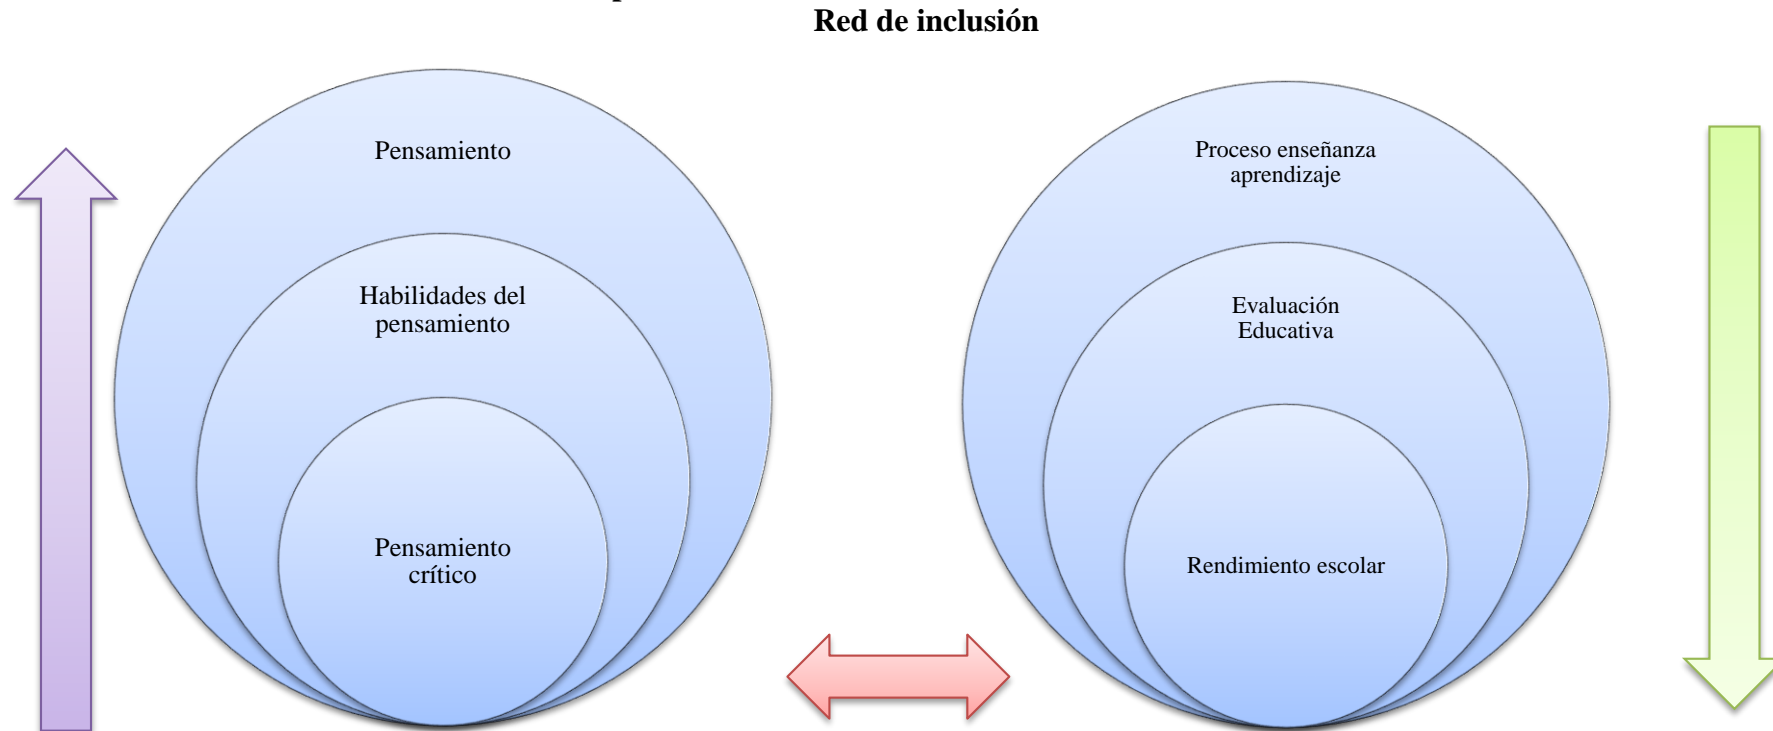 Red de inclusión
Pensamiento
Habilidades del
pensamiento
Pensamiento
crítico
Proceso enseñanza
aprendizaje
Evaluación
Educativa
Rendimiento escolar